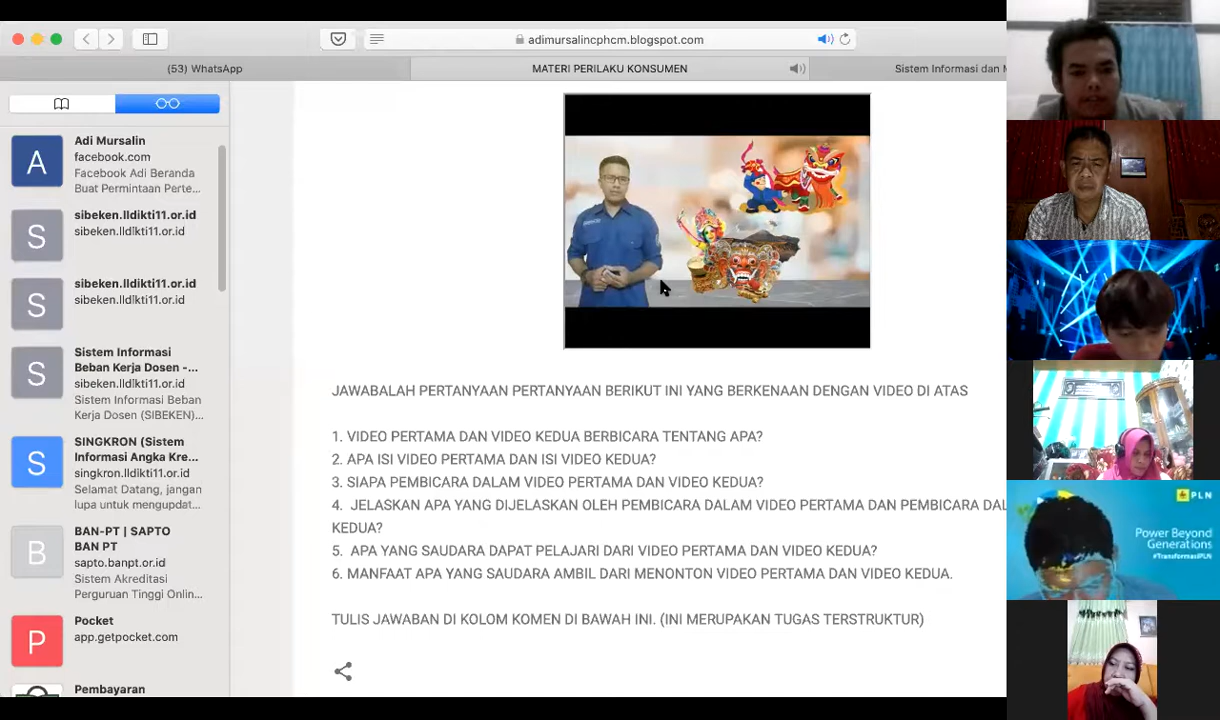 adimursalincphcm.blogspot.com
(53) WhatsApp
MATERI PERILAKU KONSUMEN
Sistem Informasi dan
Adi Mursalin
facebook.com
Facebook Adi Beranda
Buat Permintaan Perte...
sibeken.lldikti11.or.id
sibeken.lldikti11.or.id
sibeken.lldikti11.or.id
sibeken.lldikti11.or.id
Sistem Informasi
Beban Kerja Dosen -...
sibeken.lldikti11.or.id
Sistem Informasi Beban
Kerja Dosen (SIBEKEN)...
SINGKRON (Sistem
Informasi Angka Kre...
singkron.lldikti11.or.id
Selamat Datang, jangan
lupa untuk mengupdat...
BAN-PT | SAPTO
BAN PT
sapto.banpt.or.id
Sistem Akreditasi
Perguruan Tinggi Onlin...
Pocket
app.getpocket.com
Pembayaran
A
S
S
S
S
B
P
JAWABALAH PERTANYAAN PERTANYAAN BERIKUT INI YANG BERKENAAN DENGAN VIDEO DI ATAS
1. VIDEO PERTAMA DAN VIDEO KEDUA BERBICARA TENTANG APA?
2. APA ISI VIDEO PERTAMA DAN ISI VIDEO KEDUA?
3. SIAPA PEMBICARA DALAM VIDEO PERTAMA DAN VIDEO KEDUA?
4. JELASKAN APA YANG DIJELASKAN OLEH PEMBICARA DALAM VIDEO PERTAMA DAN PEMBICARA
KEDUA?
5. APA YANG SAUDARA DAPAT PELAJARI DARI VIDEO PERTAMA DAN VIDEO KEDUA?
6. MANFAAT APA YANG SAUDARA AMBIL DARI MENONTON VIDEO PERTAMA DAN VIDEO KEDUA.
TULIS JAWABAN DI KOLOM KOMEN DI BAWAH INI. (INI MERUPAKAN TUGAS TERSTRUKTUR)
PLN
Power Beyond
Generations
#TransformasiPLN